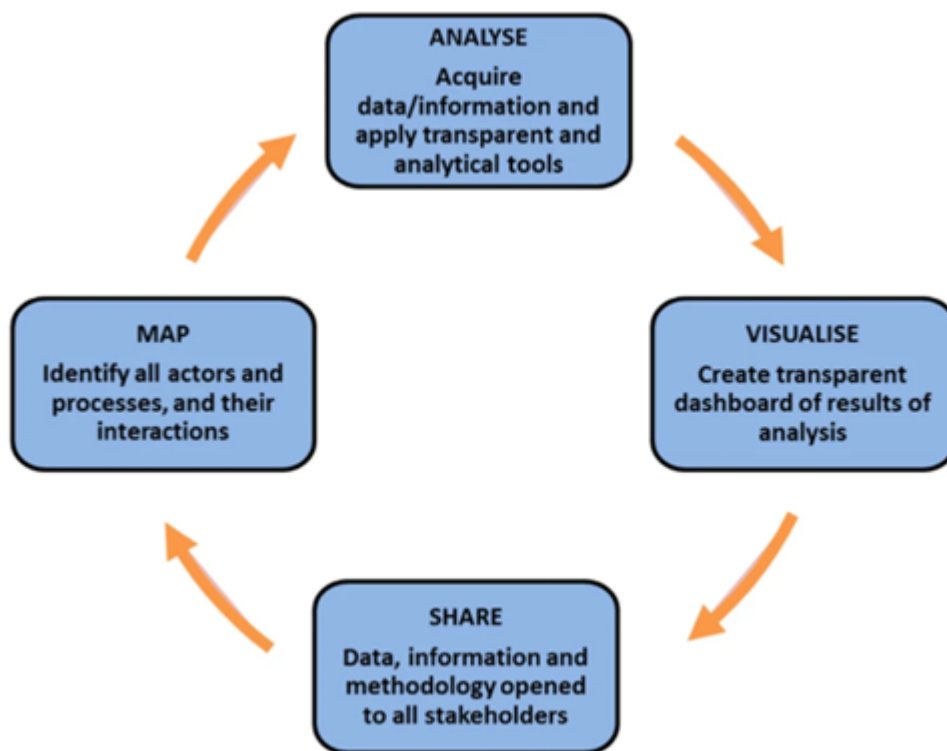 ANALYSE
Acquire
data/information and
apply transparent and
analytical tools
MAP
Identify all actors and
processes, and their
interactions
VISUALISE
Create transparent
dashboard of results of
analysis
SHARE
Data, information and
methodology opened
to all stakeholders